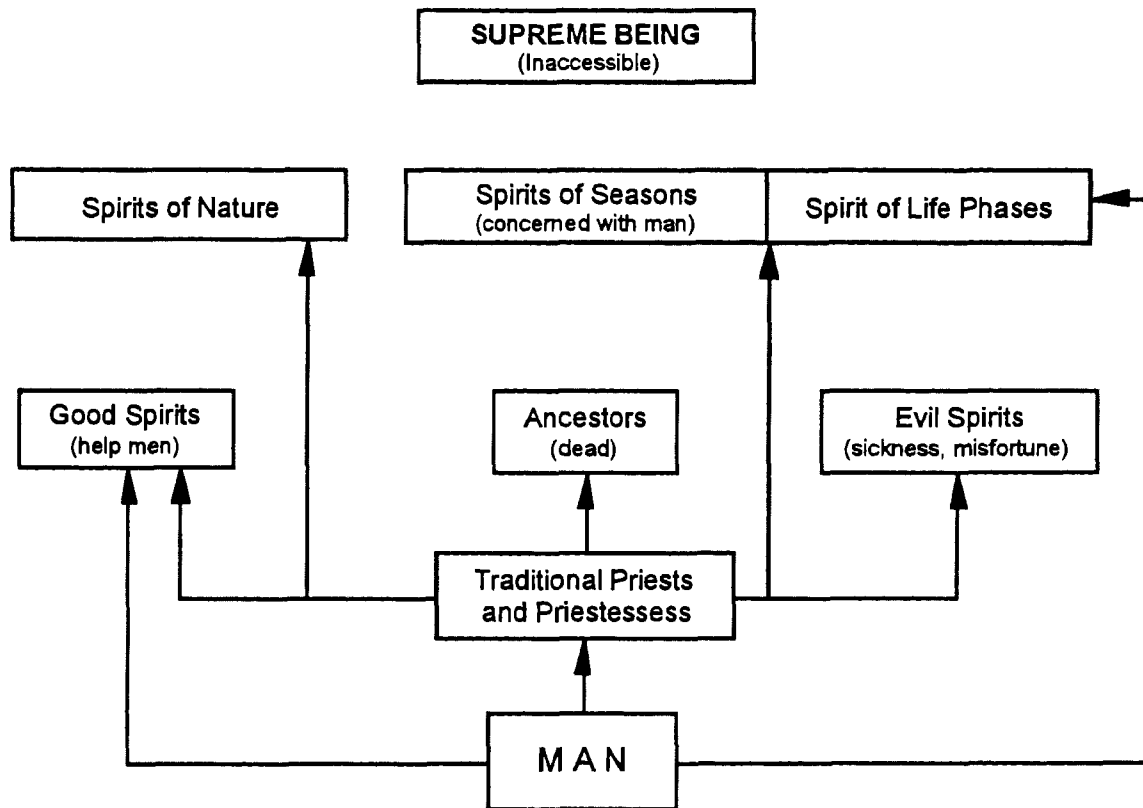 SUPREME BEING
(Inaccessible)
Spirits of Nature
Spirits of Seasons
(concerned with man)
Spirit of Life Phases
Good Spirits
(help men)
Ancestors
(dead)
Evil Spirits
(sickness, misfortune)
Traditional Priests
and Priestessess
MAN